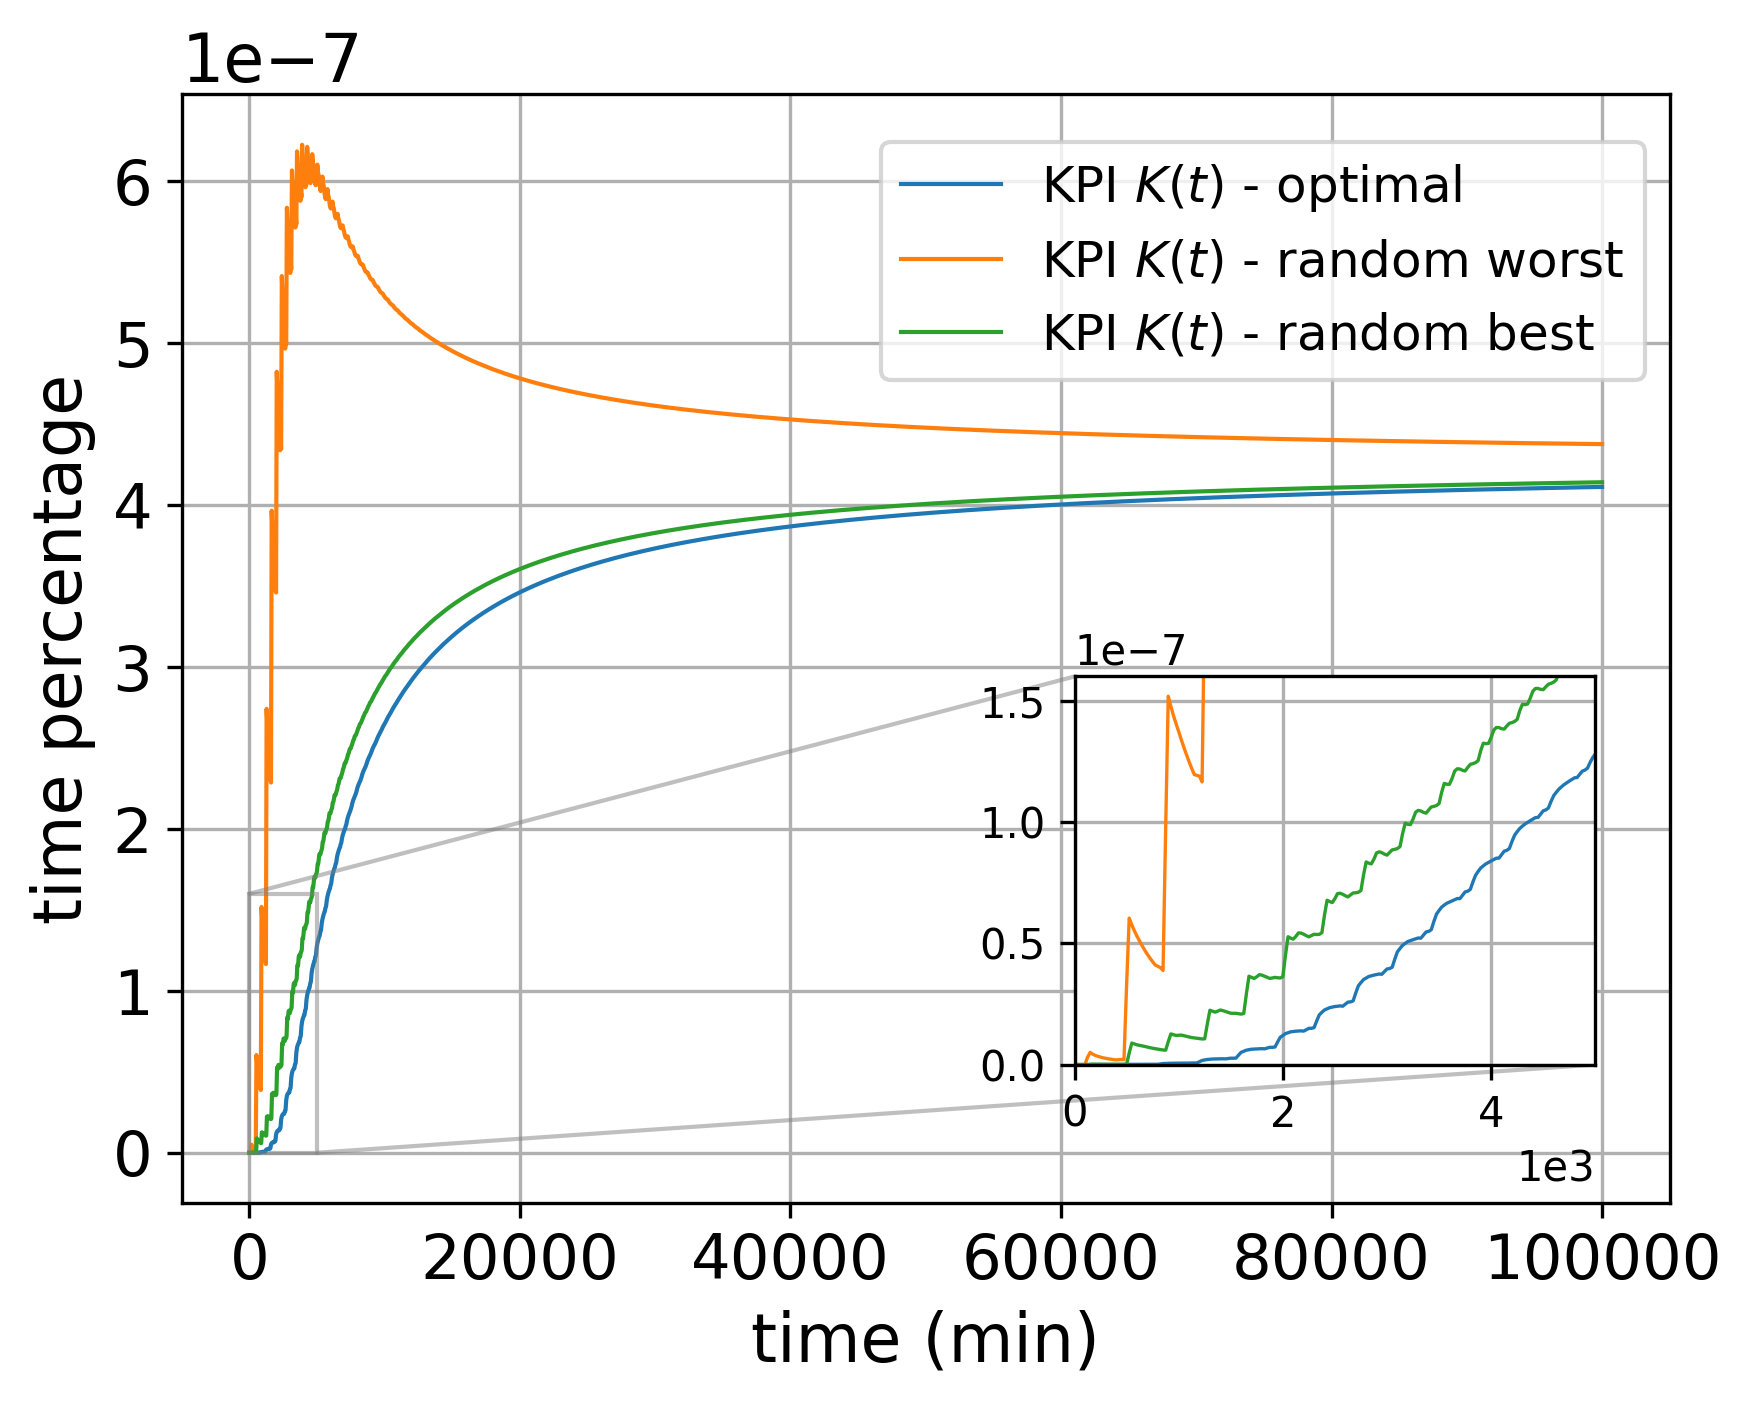 1e−7
6
5
4
3
2
1
0
time percentage
KPI K(t) - optimal
KPI K(t) - random worst
KPI K(t) - random best
1e−7
1.5
1.0
0.5
0.0
0 2 4
1e3
0 20000 40000 60000 80000 100000
time (min)